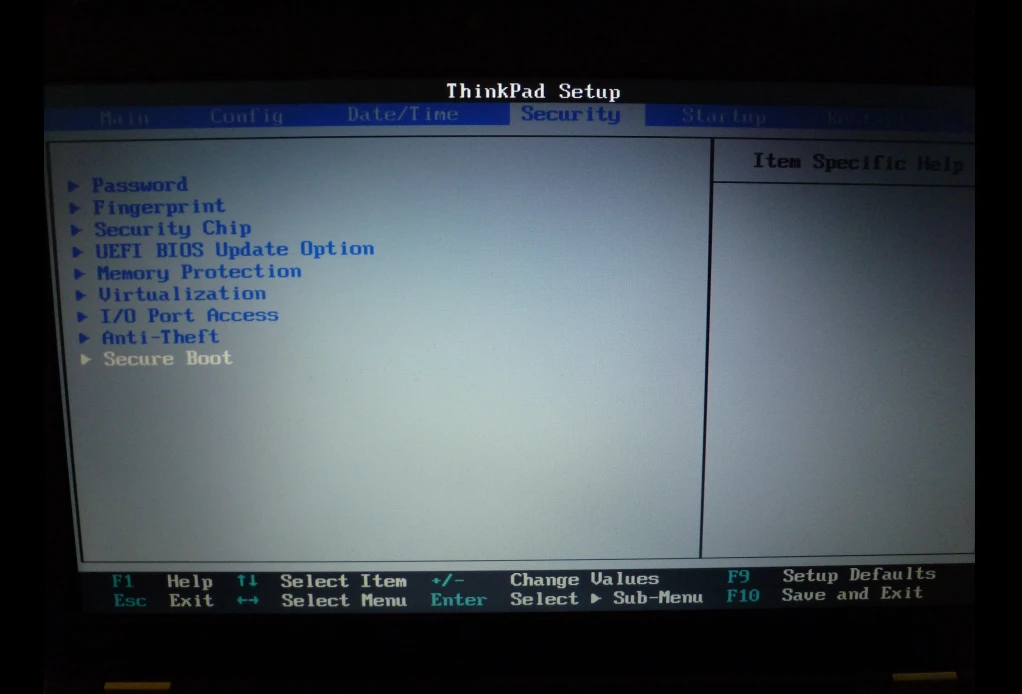 ThinkPad Setup
Main Config Date/Time Security Startup Restart
Item Specific Help
▶ Password
▶ Fingerprint
▶ Security Chip
▶ UEFI BIOS Update Option
▶ Memory Protection
▶ Virtualization
▶ I/O Port Access
▶ Anti-Theft
▶ Secure Boot
F1 Help ↑↓ Select Item +/- Change Values F9 Setup Defaults
Esc Exit ←→ Select Menu Enter Select ▶ Sub-Menu F10 Save and Exit